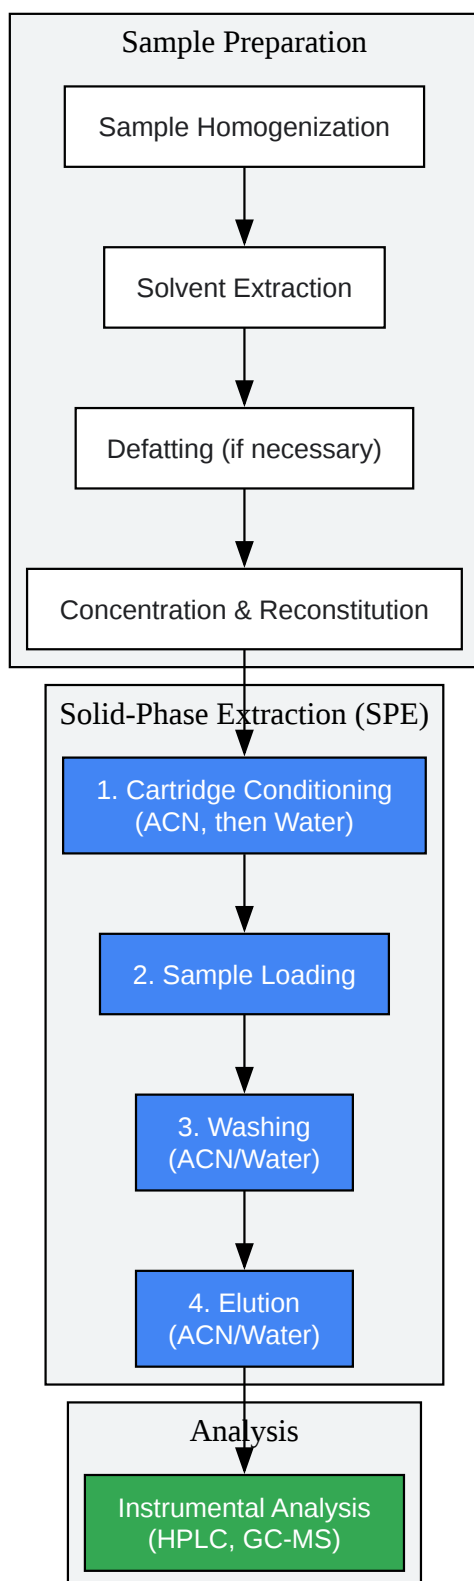 Sample Preparation
Sample Homogenization
Solvent Extraction
Defatting (if necessary)
Concentration & Reconstitution
Solid-Phase Extraction (SPE)
1. Cartridge Conditioning
(ACN, then Water)
2. Sample Loading
3. Washing
(ACN/Water)
4. Elution
(ACN/Water)
Analysis
Instrumental Analysis
(HPLC, GC-MS)